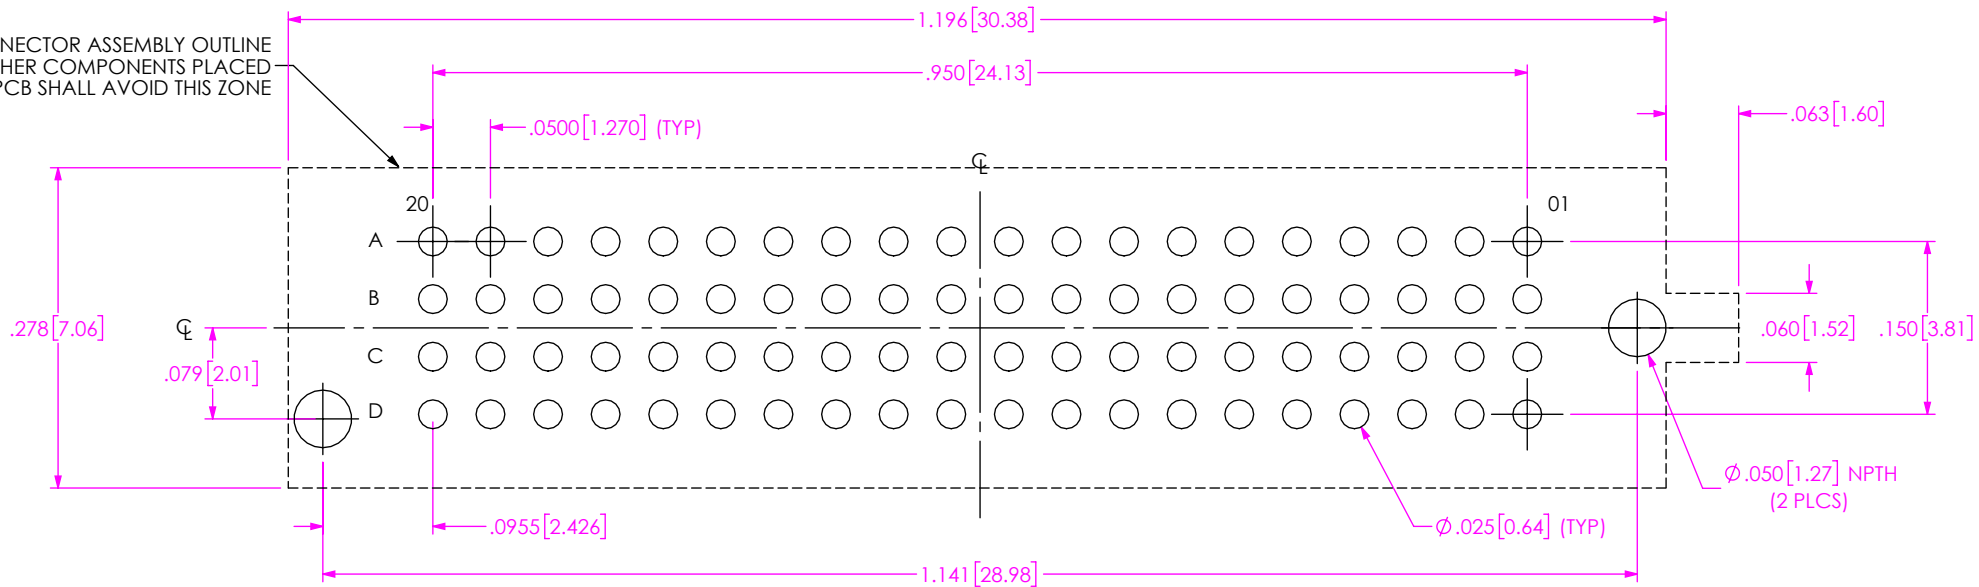 1.196[30.38]
NECTOR ASSEMBLY OUTLINE
HER COMPONENTS PLACED
PCB SHALL AVOID THIS ZONE
.950[24.13]
.0500[1.270] (TYP)
.063[1.60]
℄
20
01
A
B
.278[7.06]
℄
.060[1.52]
.150[3.81]
C
.079[2.01]
D
Ø.050[1.27] NPTH
(2 PLCS)
.0955[2.426]
Ø.025[0.64] (TYP)
1.141[28.98]